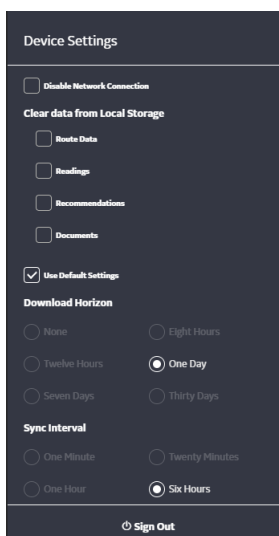 Device Settings
Disable Network Connection
Clear data from Local Storage
Route Data
Readings
Recommendations
Documents
Use Default Settings
Download Horizon
None
Eight Hours
Twelve Hours
One Day
Seven Days
Thirty Days
Sync Interval
One Minute
Twenty Minutes
One Hour
Six Hours
Sign Out